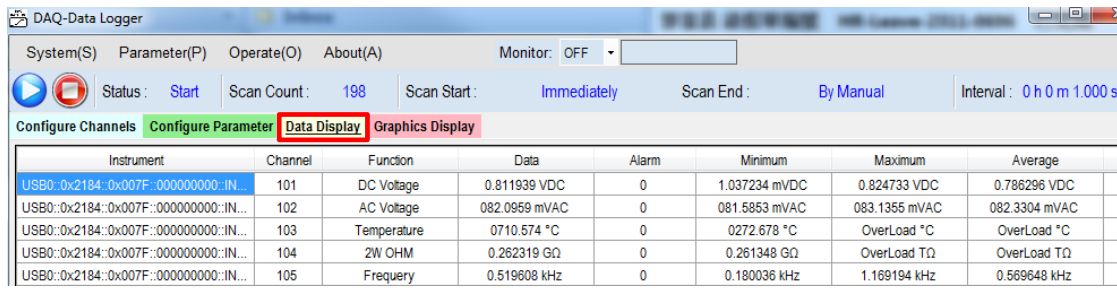 DAQ-Data Logger
System(S) Parameter(P) Operate(O) About(A) Monitor: OFF
Status : Start Scan Count : 198 Scan Start : Immediately Scan End : By Manual Interval : 0 h 0 m 1.000 s
Configure Channels Configure Parameter Data Display Graphics Display
Instrument Channel Function Data Alarm Minimum Maximum Average
USB0::0x2184::0x007F::000000000::IN... 101 DC Voltage 0.811939 VDC 0 1.037234 mVDC 0.824733 VDC 0.786296 VDC
USB0::0x2184::0x007F::000000000::IN... 102 AC Voltage 082.0959 mVAC 0 081.5853 mVAC 083.1355 mVAC 082.3304 mVAC
USB0::0x2184::0x007F::000000000::IN... 103 Temperature 0710.574 °C 0 0272.678 °C OverLoad °C OverLoad °C
USB0::0x2184::0x007F::000000000::IN... 104 2W OHM 0.262319 GΩ 0 0.261348 GΩ OverLoad TΩ OverLoad TΩ
USB0::0x2184::0x007F::000000000::IN... 105 Frequery 0.519608 kHz 0 0.180036 kHz 1.169194 kHz 0.569648 kHz